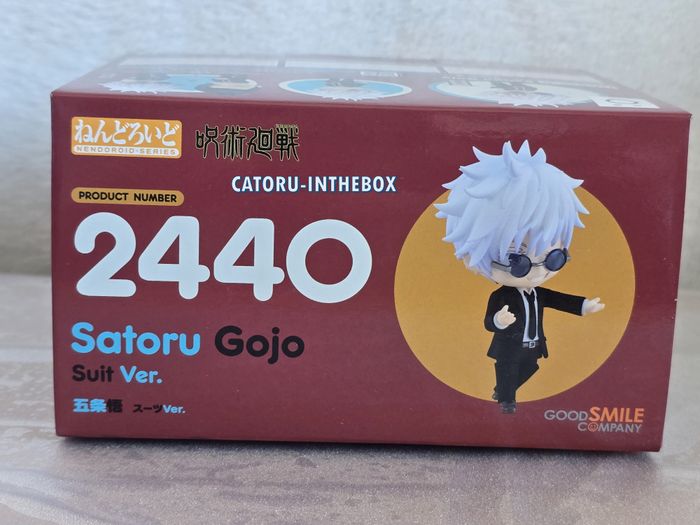 ねんどろいど
NENDOROID-SERIES
呪術廻戦
CATORU-INTHEBOX
PRODUCT NUMBER
2440
Satoru Gojo
Suit Ver.
五条悟 スーツVer.
GOOD SMILE
COMPANY